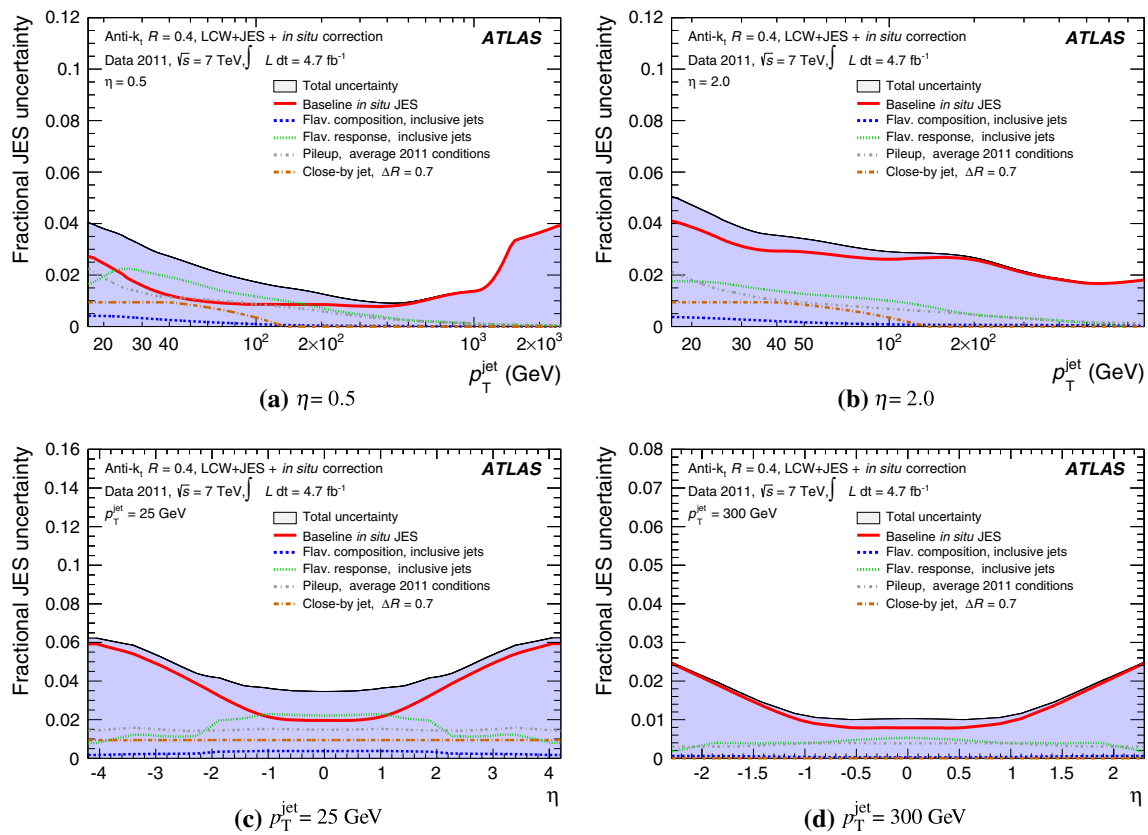 Fractional JES uncertainty
Anti-kt R = 0.4, LCW+JES + in situ correction
ATLAS
Data 2011, √s = 7 TeV, ∫ L dt = 4.7 fb⁻¹
η = 0.5
Total uncertainty
Baseline in situ JES
Flav. composition, inclusive jets
Flav. response, inclusive jets
Pileup, average 2011 conditions
Close-by jet, ΔR = 0.7
0.12
0.1
0.08
0.06
0.04
0.02
0
20 30 40 10² 2×10² 10³ 2×10³
p_T^jet (GeV)
(a) η = 0.5
Fractional JES uncertainty
Anti-kt R = 0.4, LCW+JES + in situ correction
ATLAS
Data 2011, √s = 7 TeV, ∫ L dt = 4.7 fb⁻¹
η = 2.0
Total uncertainty
Baseline in situ JES
Flav. composition, inclusive jets
Flav. response, inclusive jets
Pileup, average 2011 conditions
Close-by jet, ΔR = 0.7
0.12
0.1
0.08
0.06
0.04
0.02
0
20 30 40 50 10² 2×10²
p_T^jet (GeV)
(b) η = 2.0
Fractional JES uncertainty
Anti-kt R = 0.4, LCW+JES + in situ correction
ATLAS
Data 2011, √s = 7 TeV, ∫ L dt = 4.7 fb⁻¹
p_T^jet = 25 GeV
Total uncertainty
Baseline in situ JES
Flav. composition, inclusive jets
Flav. response, inclusive jets
Pileup, average 2011 conditions
Close-by jet, ΔR = 0.7
0.16
0.14
0.12
0.1
0.08
0.06
0.04
0.02
0
-4 -3 -2 -1 0 1 2 3 4
η
(c) p_T^jet = 25 GeV
Fractional JES uncertainty
Anti-kt R = 0.4, LCW+JES + in situ correction
ATLAS
Data 2011, √s = 7 TeV, ∫ L dt = 4.7 fb⁻¹
p_T^jet = 300 GeV
Total uncertainty
Baseline in situ JES
Flav. composition, inclusive jets
Flav. response, inclusive jets
Pileup, average 2011 conditions
Close-by jet, ΔR = 0.7
0.08
0.07
0.06
0.05
0.04
0.03
0.02
0.01
0
-2 -1.5 -1 -0.5 0 0.5 1 1.5 2
η
(d) p_T^jet = 300 GeV